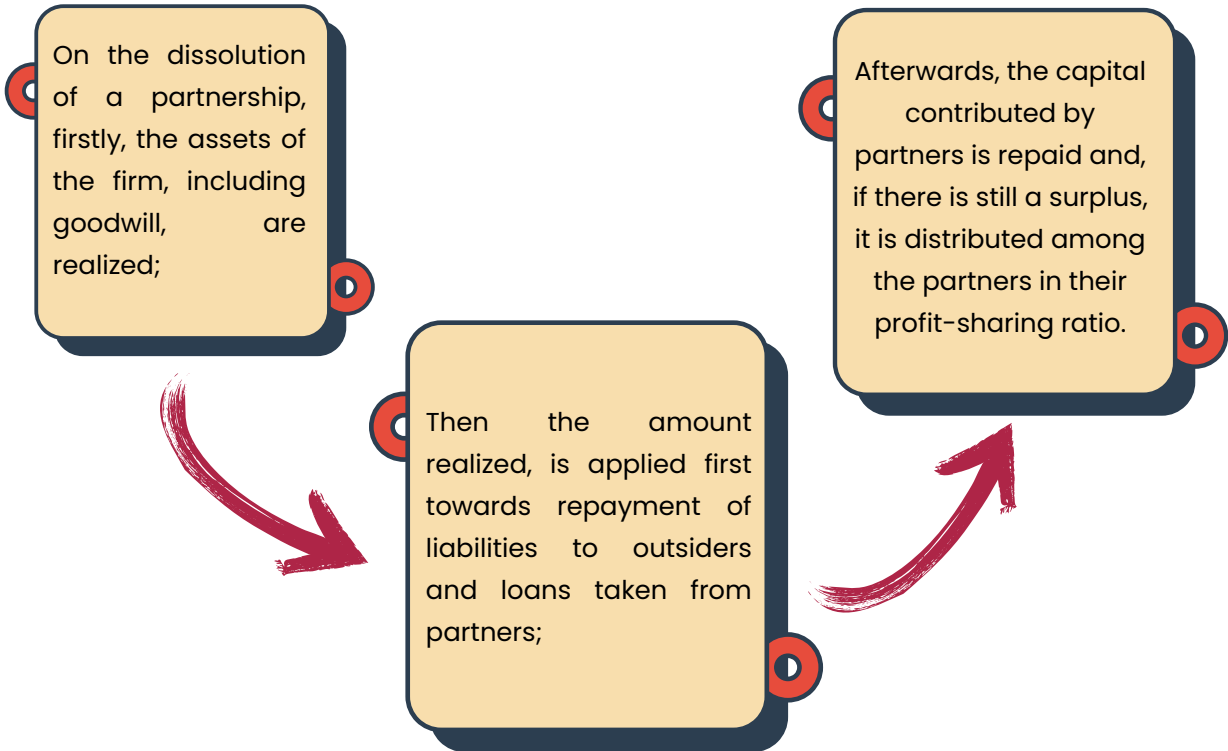 On the dissolution
of a partnership,
firstly, the assets of
the firm, including
goodwill, are
realized;
Then the amount
realized, is applied first
towards repayment of
liabilities to outsiders
and loans taken from
partners;
Afterwards, the capital
contributed by
partners is repaid and,
if there is still a surplus,
it is distributed among
the partners in their
profit-sharing ratio.